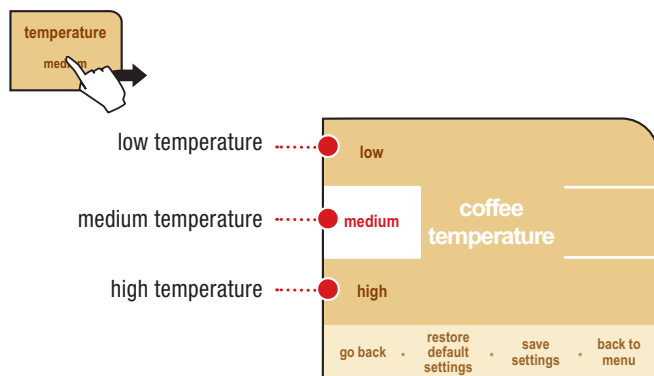 temperature
medium
low temperature
low
medium temperature
medium
coffee
temperature
high temperature
high
go back
restore
default
settings
save
settings
back to
menu